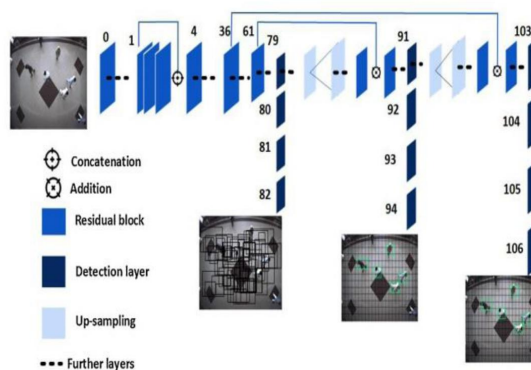 0
1
4
36
61
79
91
103
80
81
82
92
93
94
104
105
106
Concatenation
Addition
Residual block
Detection layer
Up-sampling
Further layers